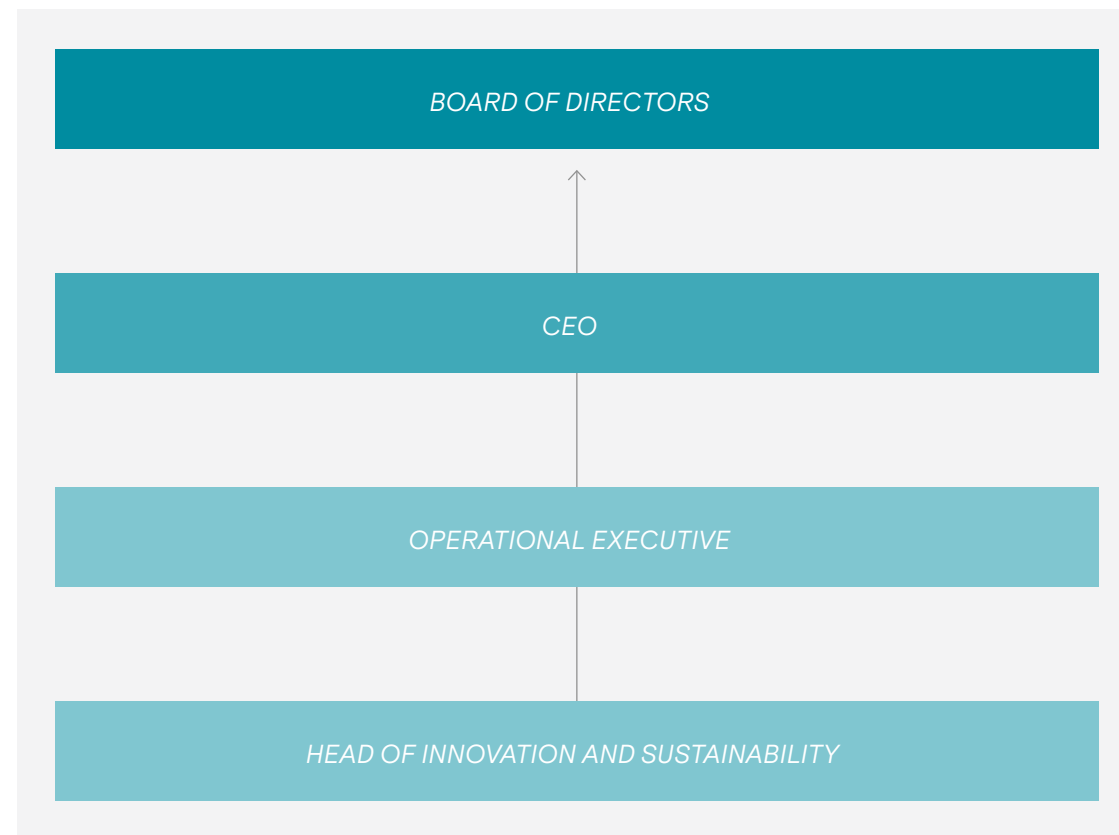 BOARD OF DIRECTORS
CEO
OPERATIONAL EXECUTIVE
HEAD OF INNOVATION AND SUSTAINABILITY